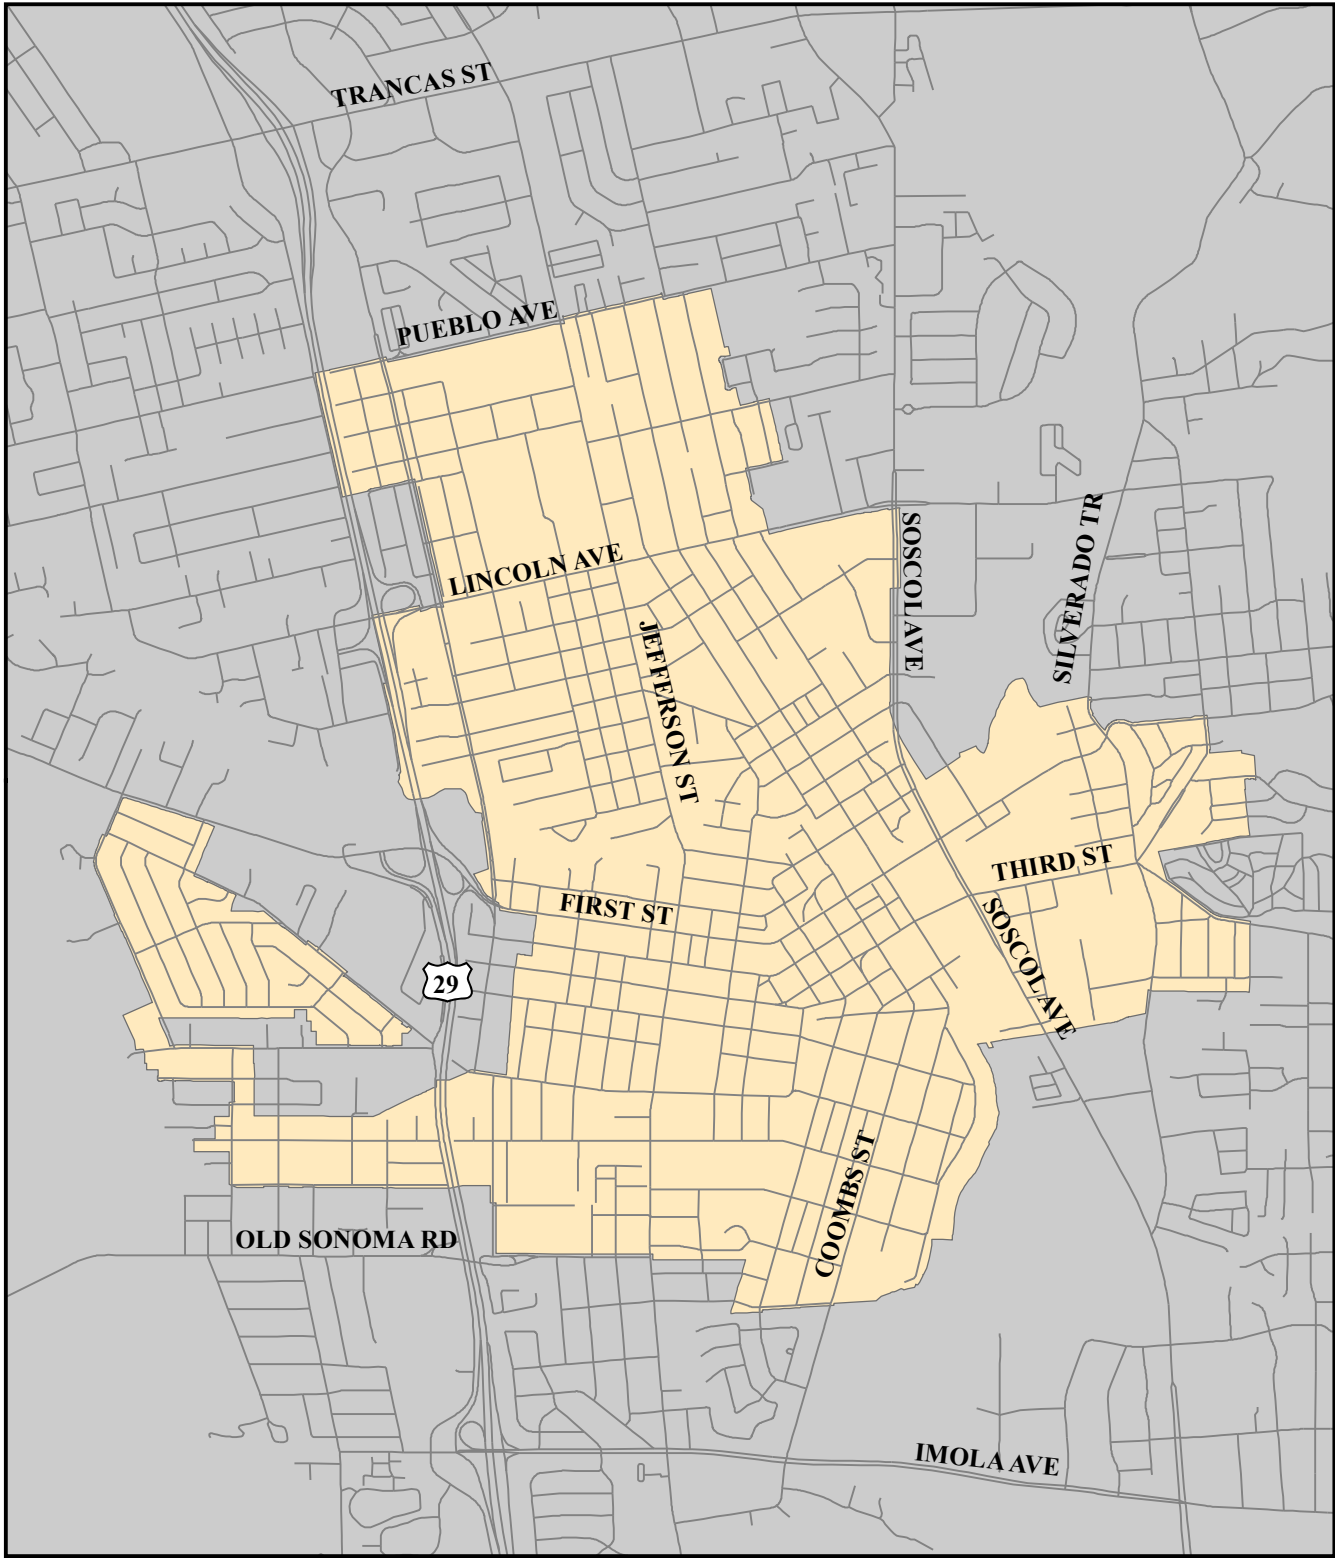 TRANCAS ST
PUEBLO AVE
LINCOLN AVE
SOSCOL AVE
SILVERADO TR
JEFFERSON ST
THIRD ST
FIRST ST
SOSCOL AVE
29
COOMBS ST
OLD SONOMA RD
IMOLA AVE